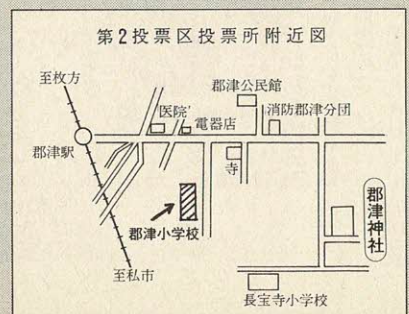 第2投票区投票所附近図
至枚方
郡津公民館
医院
電器店
消防郡津分団
郡津駅
寺
郡津神社
郡津小学校
至私市
長宝寺小学校